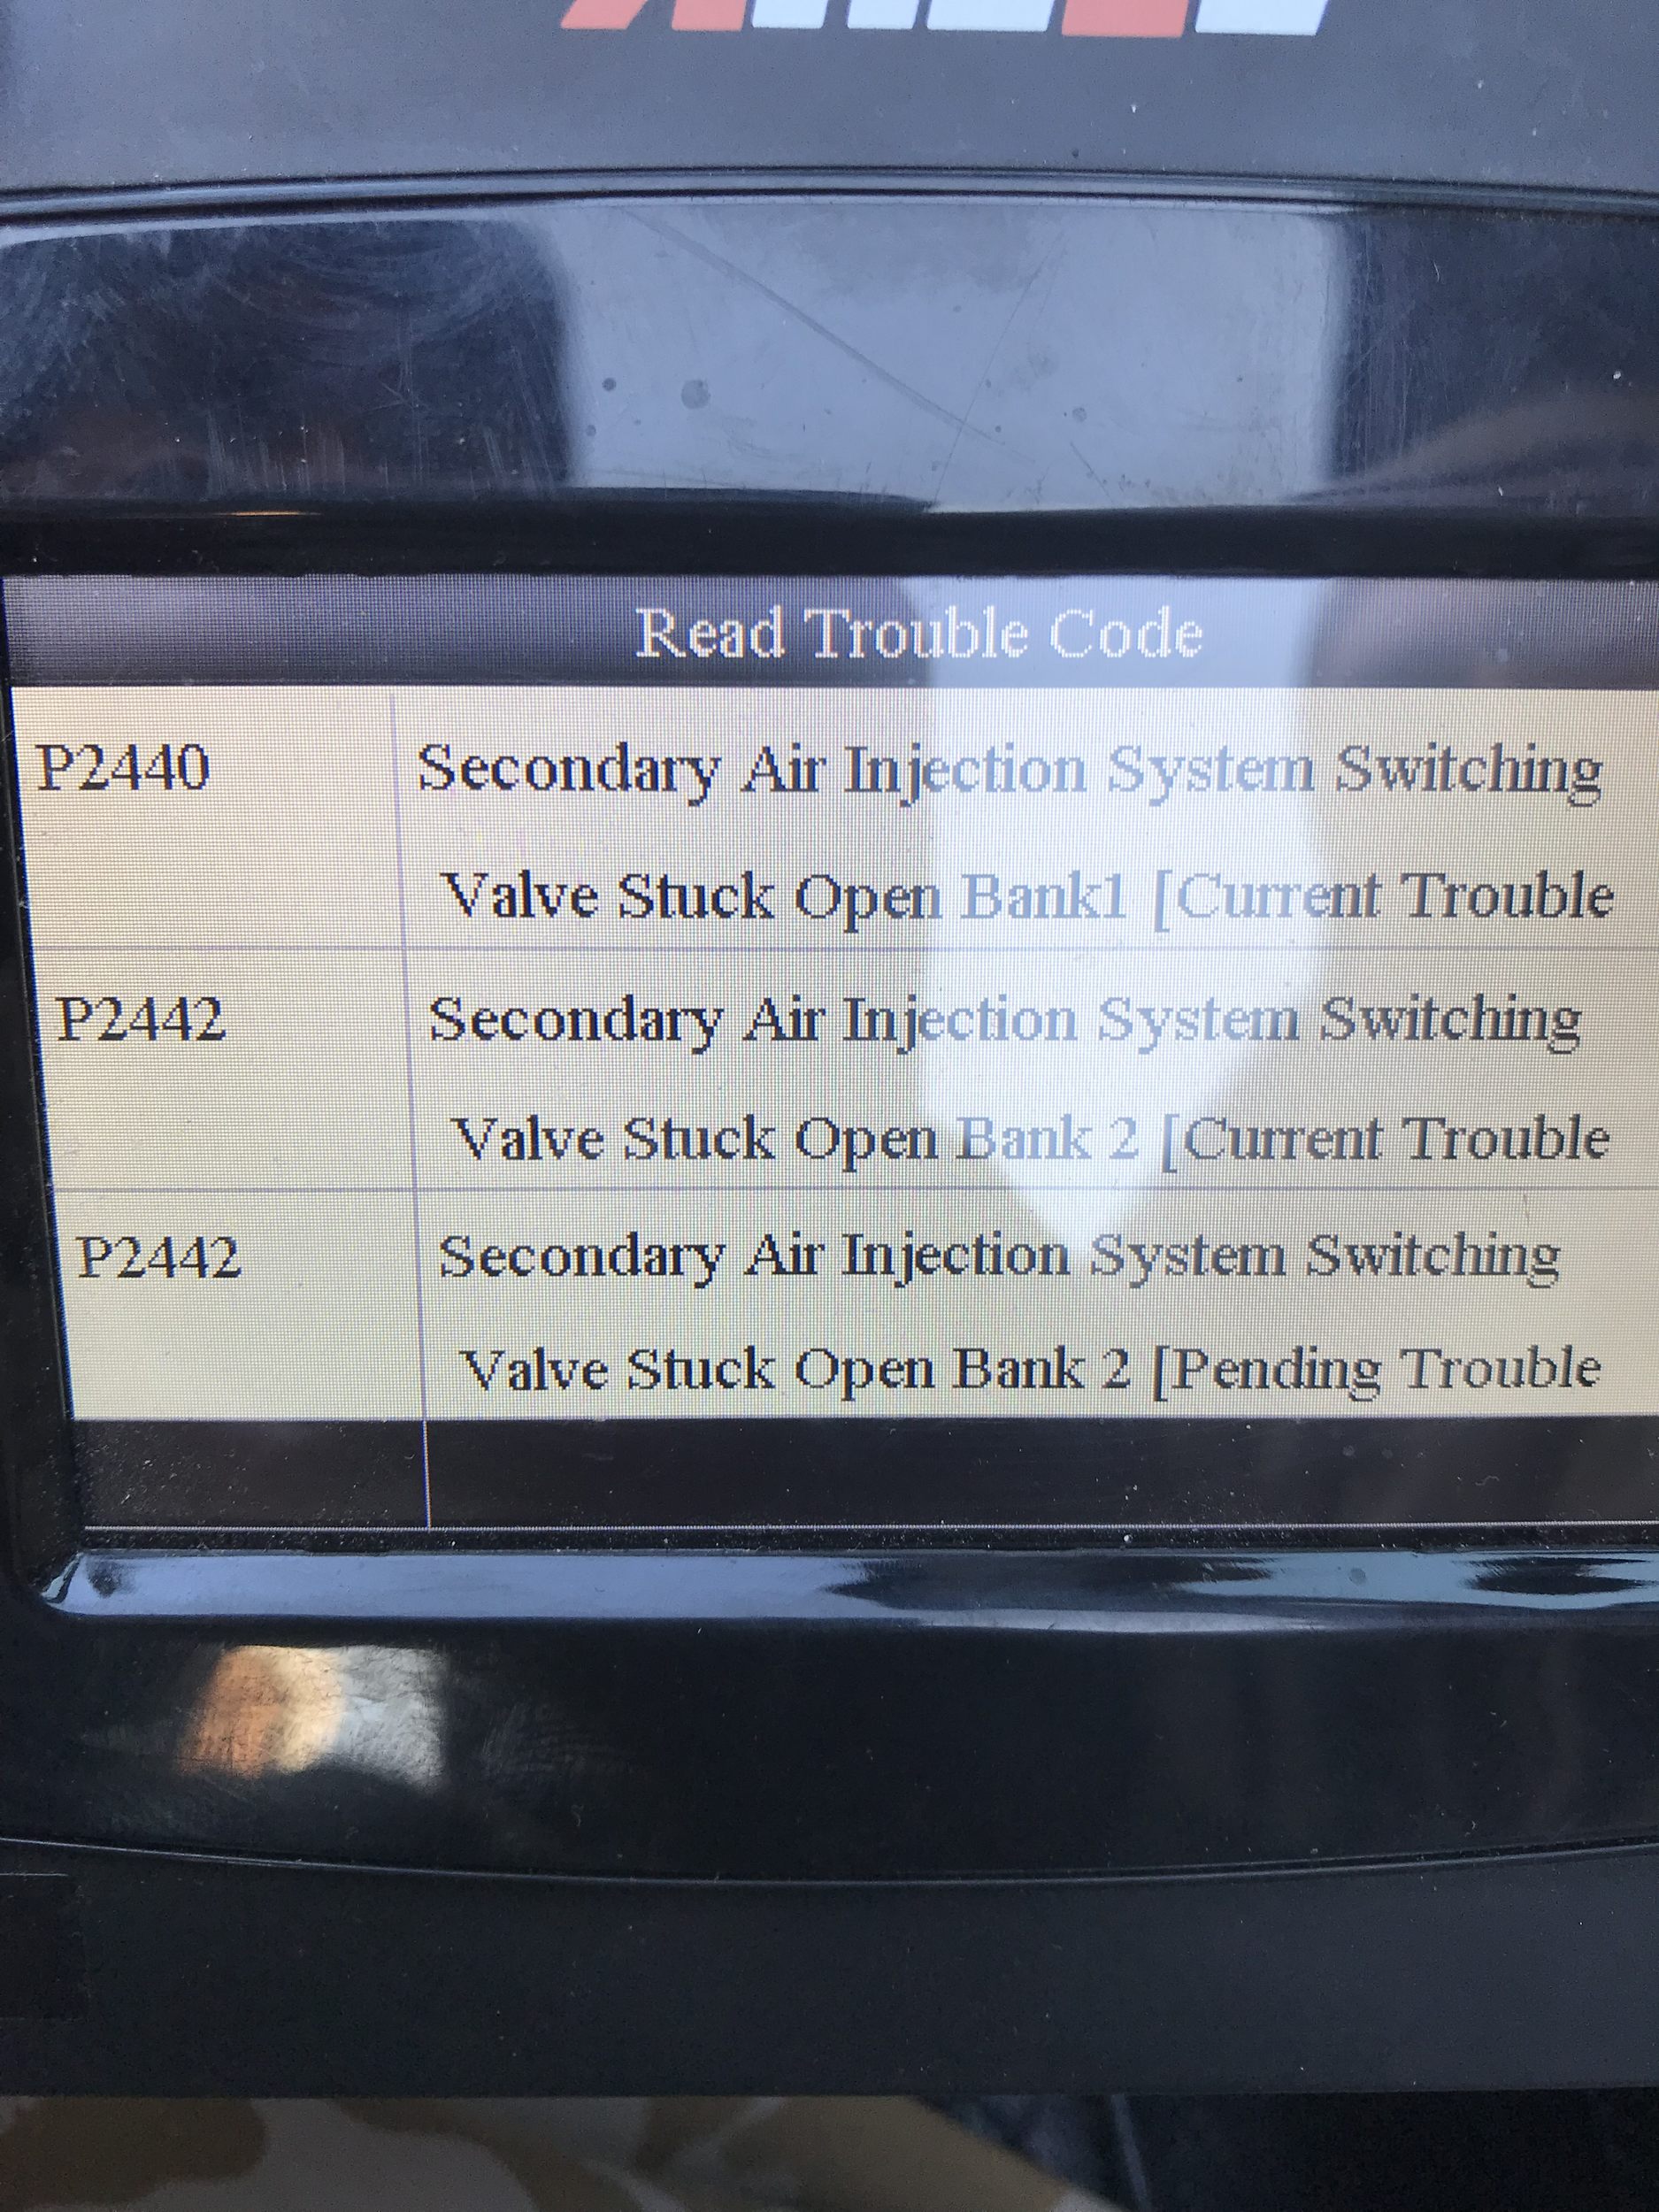 Read Trouble Code
P2440 Secondary Air Injection System Switching
Valve Stuck Open Bank1 [Current Trouble
P2442 Secondary Air Injection System Switching
Valve Stuck Open Bank 2 [Current Trouble
P2442 Secondary Air Injection System Switching
Valve Stuck Open Bank 2 [Pending Trouble